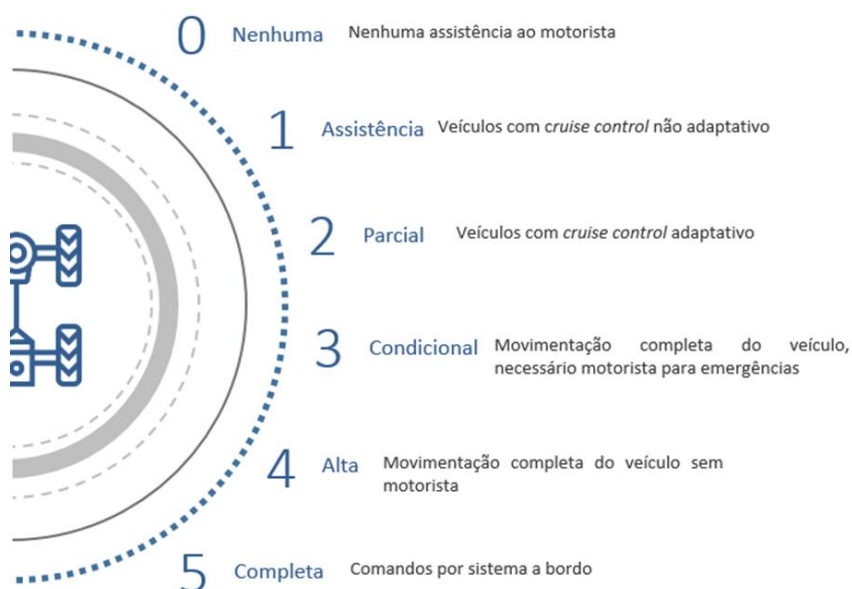 0 Nenhuma Nenhuma assistência ao motorista
1 Assistência Veículos com cruise control não adaptativo
2 Parcial Veículos com cruise control adaptativo
3 Condicional Movimentação completa do veículo,
necessário motorista para emergências
4 Alta Movimentação completa do veículo sem
motorista
5 Completa Comandos por sistema a bordo